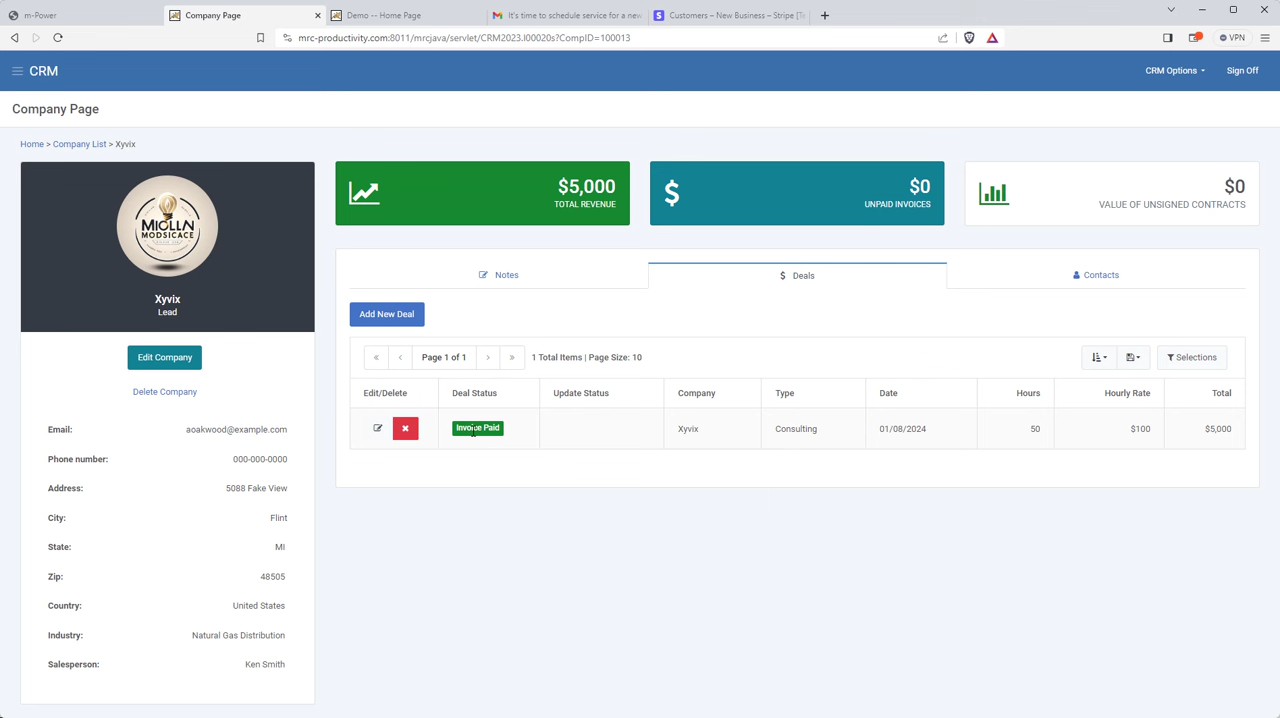 m-Power
Company Page
Demo -- Home Page
It's time to schedule service for a new
Customers – New Business – Stripe [Te
mrc-productivity.com:8011/mrcjava/servlet/CRM2023.I00020s?CompID=100013
VPN
CRM
CRM Options
Sign Off
Company Page
Home > Company List > Xyvix
MIOLLN
MODSICACE
Xyvix
Lead
Edit Company
Delete Company
Email: aoakwood@example.com
Phone number: 000-000-0000
Address: 5088 Fake View
City: Flint
State: MI
Zip: 48505
Country: United States
Industry: Natural Gas Distribution
Salesperson: Ken Smith
$5,000
TOTAL REVENUE
$0
UNPAID INVOICES
$0
VALUE OF UNSIGNED CONTRACTS
Notes
$ Deals
Contacts
Add New Deal
« ‹ Page 1 of 1 › » 1 Total Items | Page Size: 10
Selections
Edit/Delete Deal Status Update Status Company Type Date Hours Hourly Rate Total
Invoice Paid Xyvix Consulting 01/08/2024 50 $100 $5,000